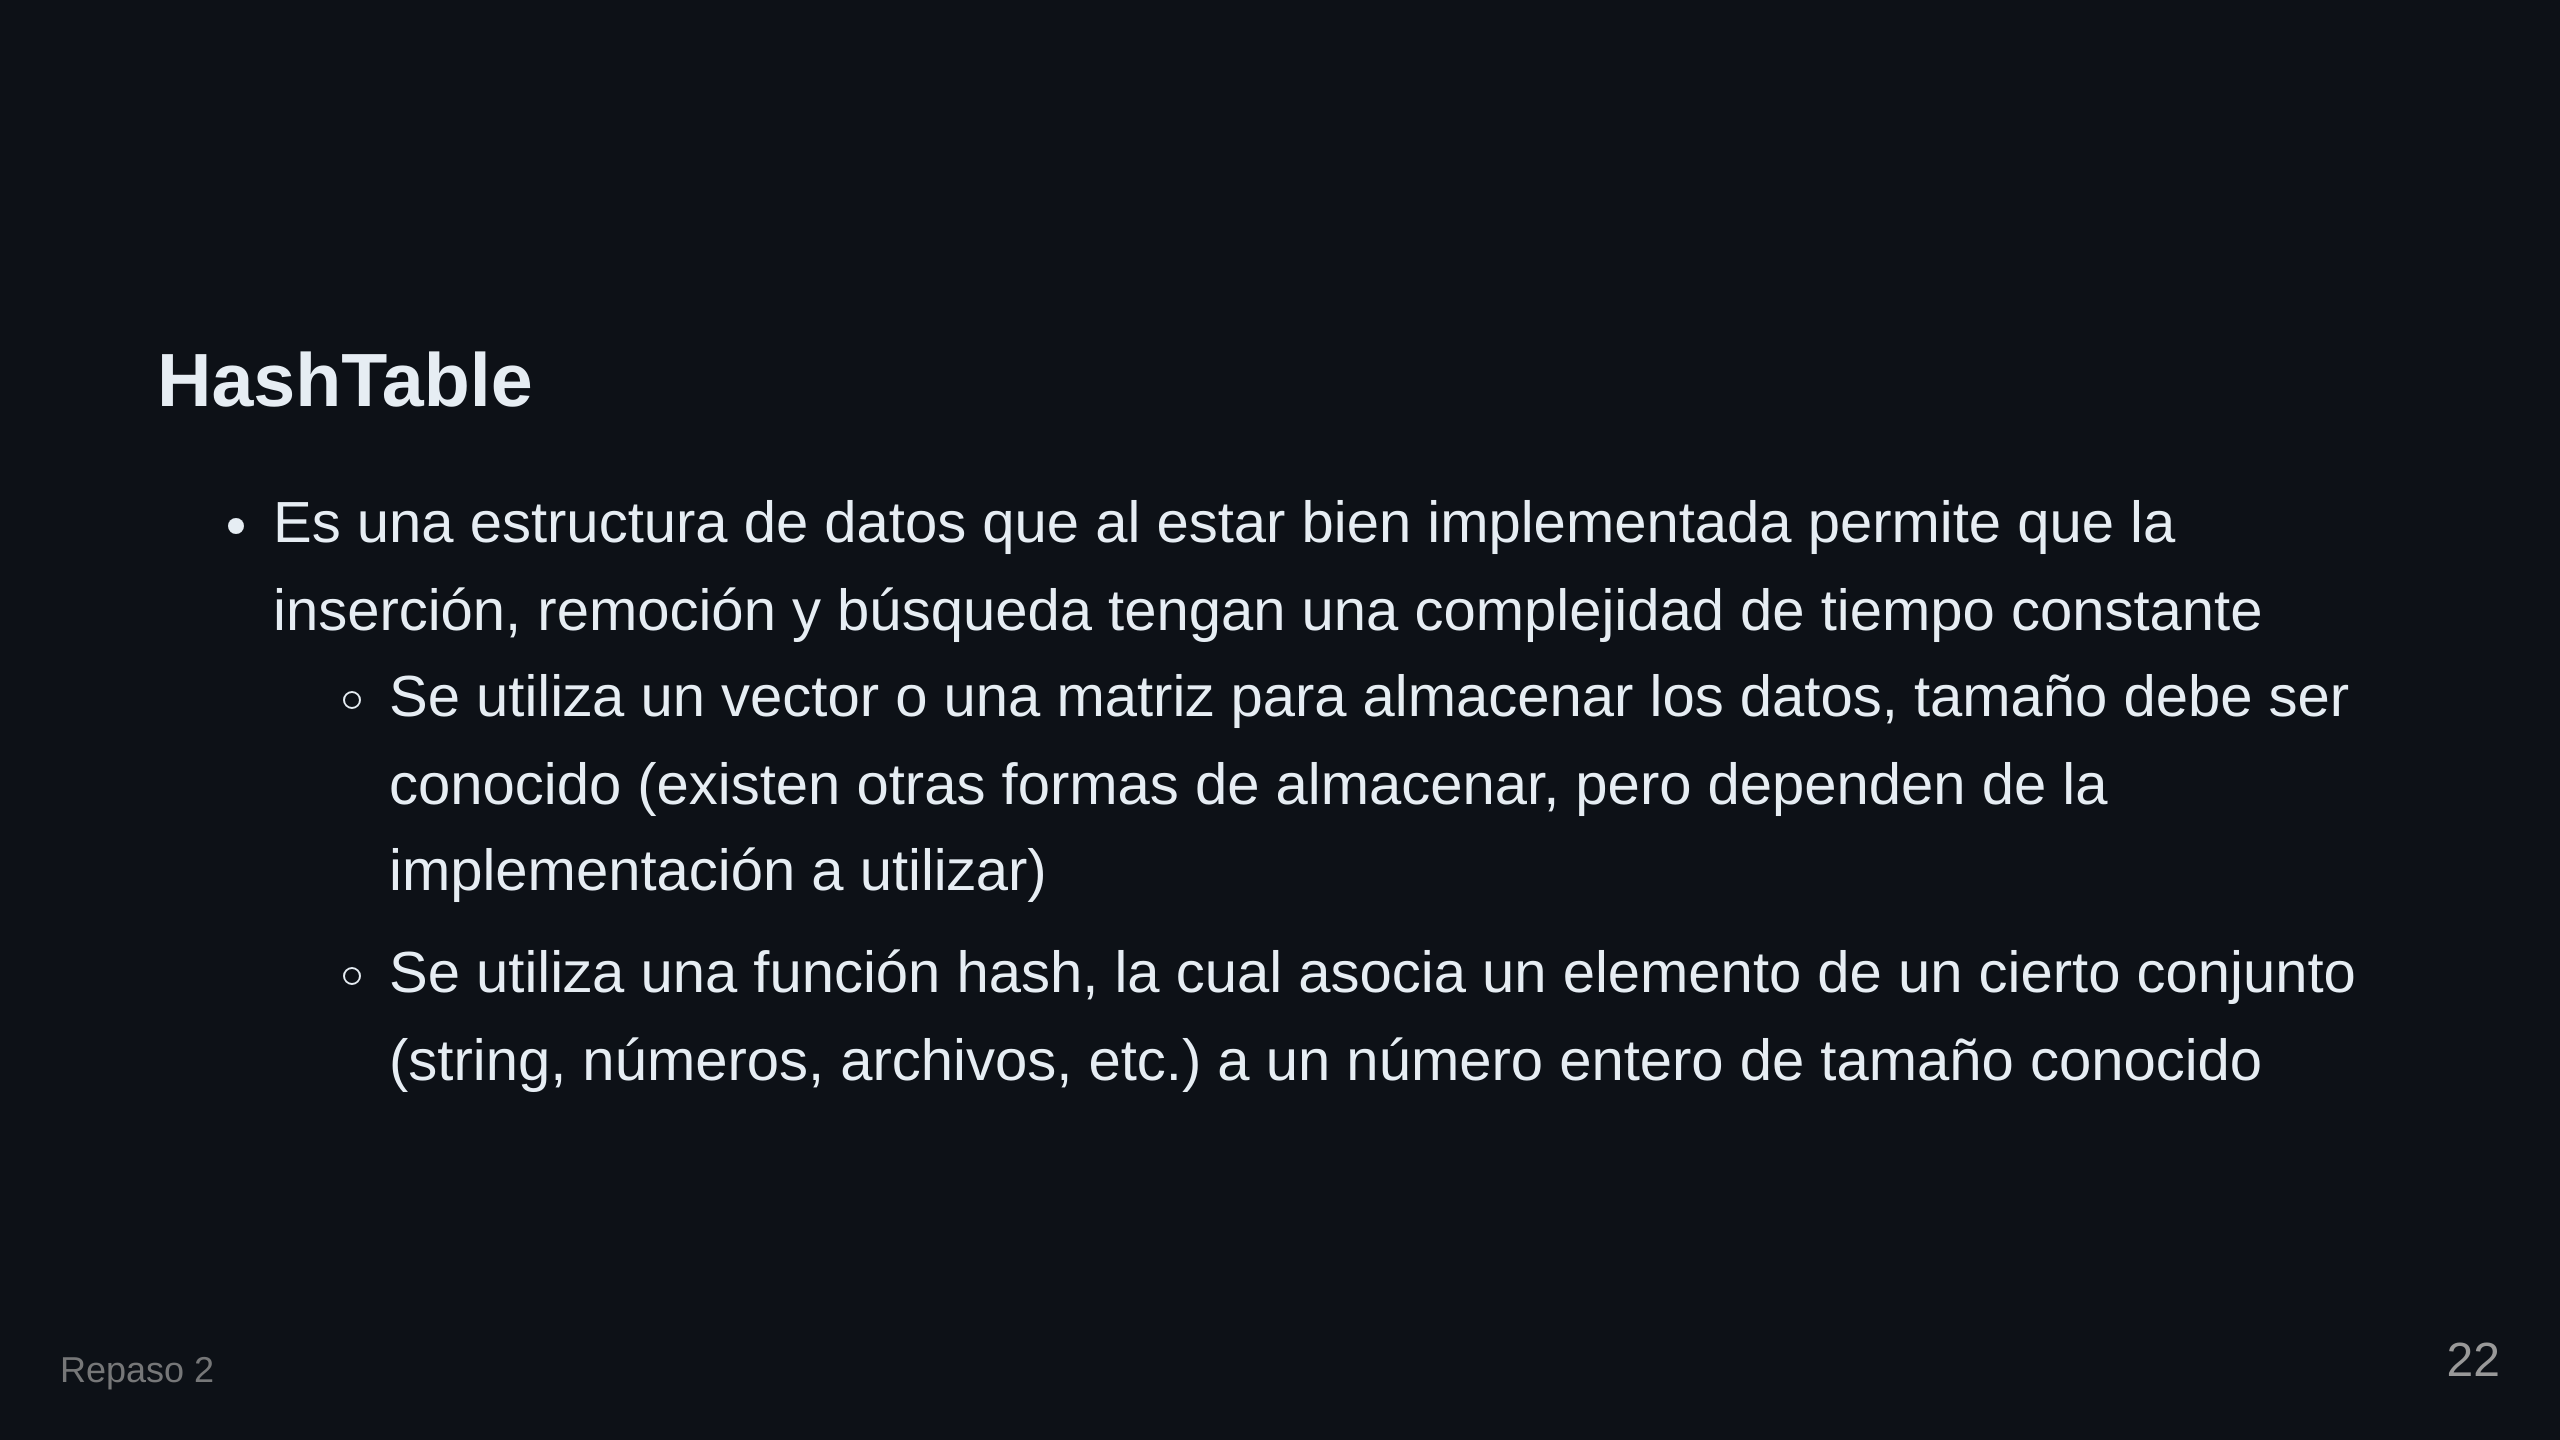 HashTable
• Es una estructura de datos que al estar bien implementada permite que la
inserción, remoción y búsqueda tengan una complejidad de tiempo constante
◦ Se utiliza un vector o una matriz para almacenar los datos, tamaño debe ser
conocido (existen otras formas de almacenar, pero dependen de la
implementación a utilizar)
◦ Se utiliza una función hash, la cual asocia un elemento de un cierto conjunto
(string, números, archivos, etc.) a un número entero de tamaño conocido
Repaso 2
22